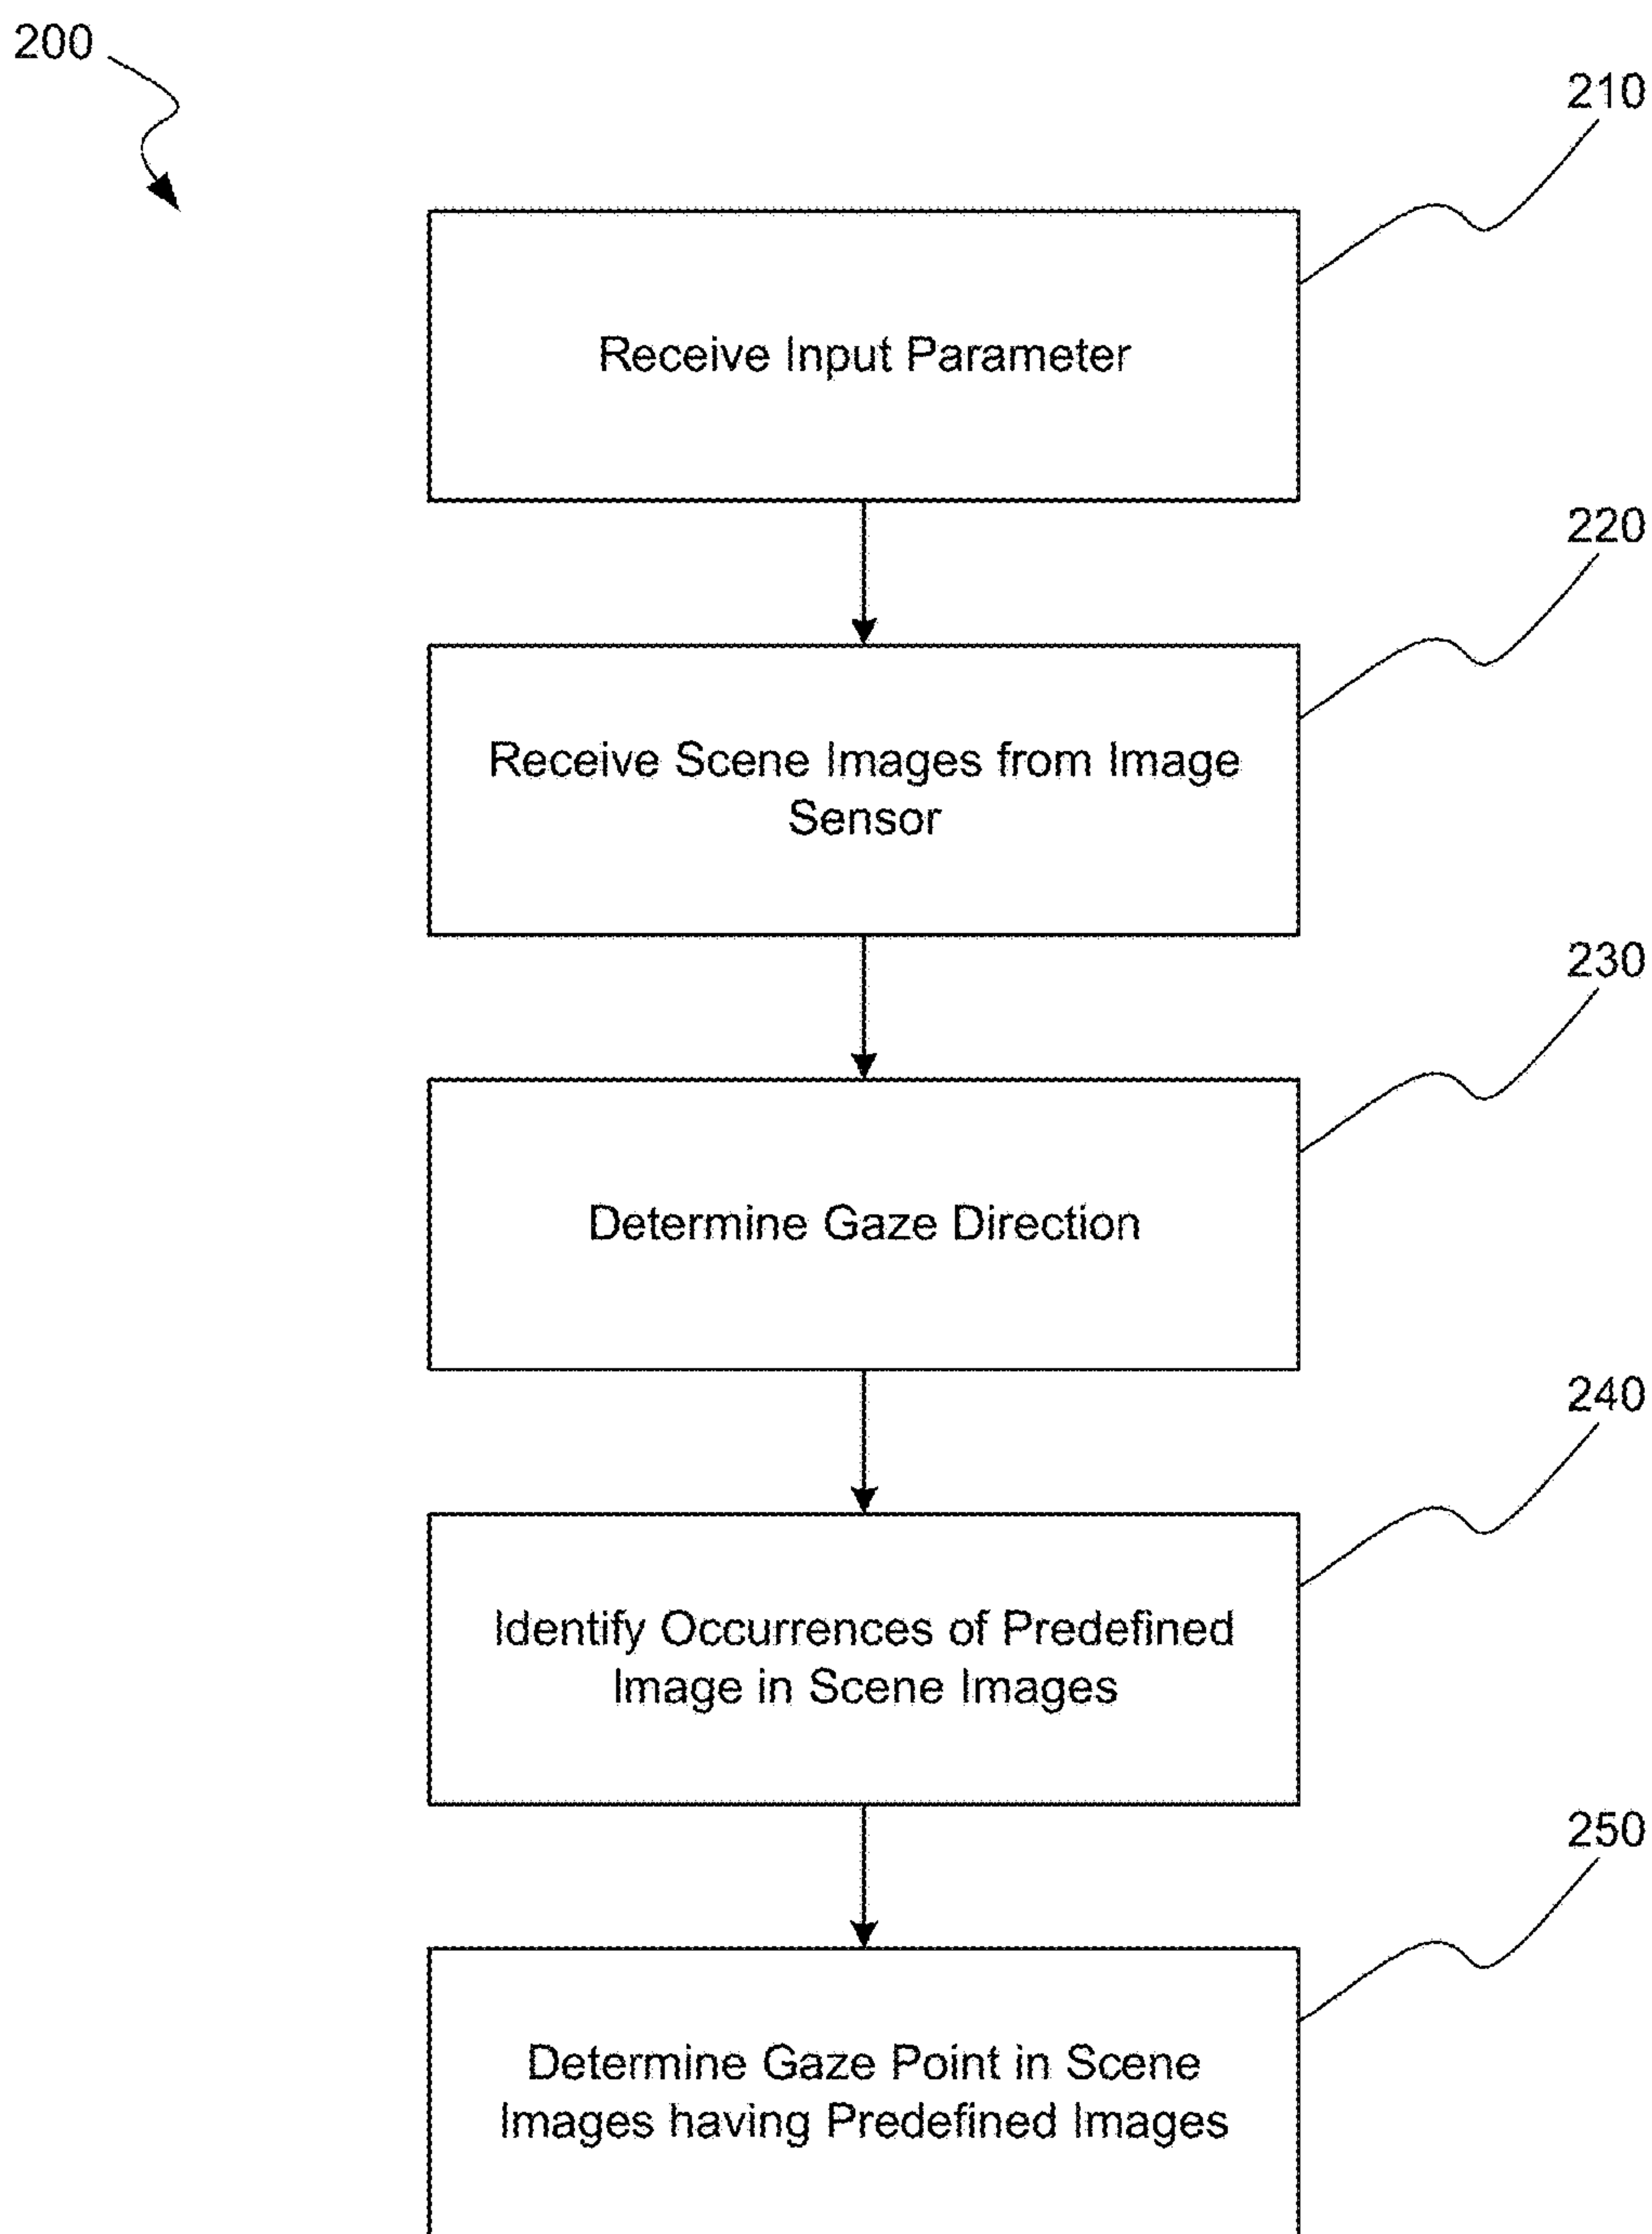 200
210
Receive Input Parameter
220
Receive Scene Images from Image
Sensor
230
Determine Gaze Direction
240
Identify Occurrences of Predefined
Image in Scene Images
250
Determine Gaze Point in Scene
Images having Predefined Images